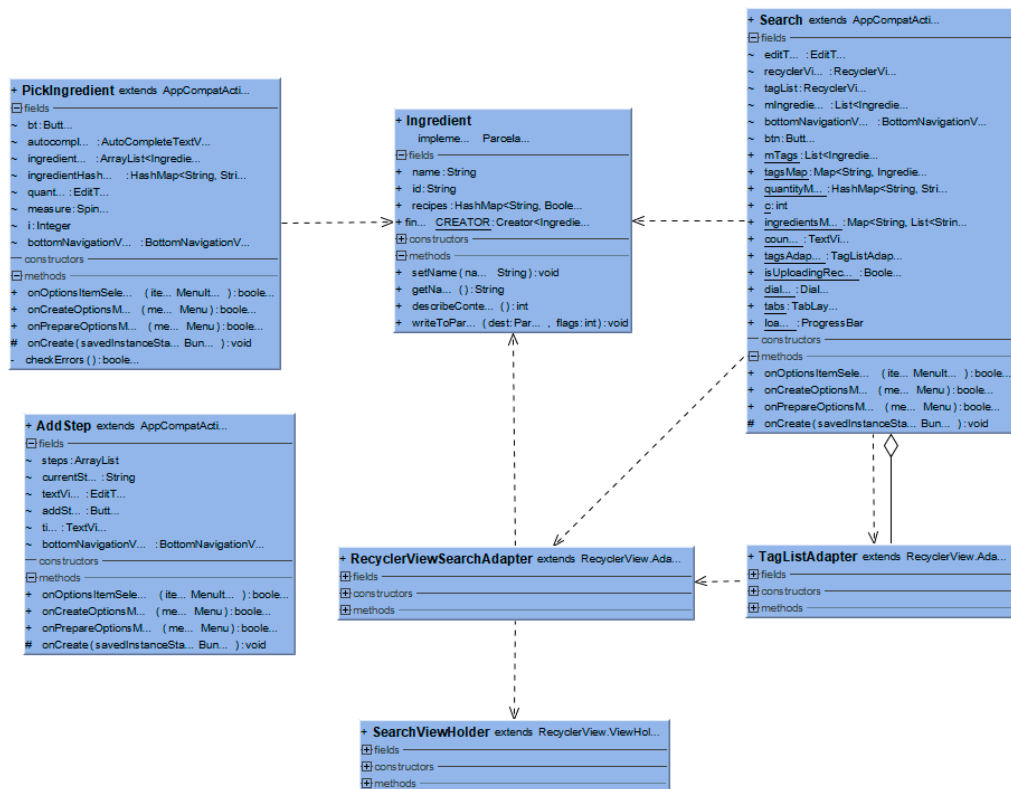 + PickIngredient extends AppCompatActi...
fields
~ bt:Butt...
~ autocompl... :AutoCompleteTextV...
~ ingredient... :ArrayList<Ingredie...
~ ingredientHash... :HashMap<String, Stri...
~ quant... :EditT...
~ measure:Spin...
~ i:Integer
~ bottomNavigationV... :BottomNavigationV...
constructors
methods
+ onOptionsItemSele... (ite... MenuIt... ):boole...
+ onCreateOptionsM... (me... Menu):boole...
+ onPrepareOptionsM... (me... Menu):boole...
# onCreate(savedInstanceSta... Bun... ):void
- checkErrors():boole...
+ Ingredient
impleme... Parcela...
fields
+ name:String
+ id:String
+ recipes:HashMap<String, Boole...
+ fin... CREATOR:Creator<Ingredie...
constructors
methods
+ setName(na... String):void
+ getNa... ():String
+ describeConte... ():int
+ writeToPar... (dest:Par... , flags:int):void
+ Search extends AppCompatActi...
fields
~ editT... :EditT...
~ recyclerVi... :RecyclerVi...
~ tagList:RecyclerVi...
~ mIngredie... :List<Ingredie...
~ bottomNavigationV... :BottomNavigationV...
~ btn:Butt...
+ mTags:List<Ingredie...
+ tagsMap:Map<String, Ingredie...
+ quantityM... :HashMap<String, Stri...
+ c:int
+ ingredientsM... :Map<String, List<Strin...
+ coun... :TextVi...
+ tagsAdap... :TagListAdap...
+ isUploadingRec... :Boole...
+ dial... :Dial...
+ tabs:TabLay...
+ loa... :ProgressBar
constructors
methods
+ onOptionsItemSele... (ite... MenuIt... ):boole...
+ onCreateOptionsM... (me... Menu):boole...
+ onPrepareOptionsM... (me... Menu):boole...
# onCreate(savedInstanceSta... Bun... ):void
+ AddStep extends AppCompatActi...
fields
~ steps:ArrayList
~ currentSt... :String
~ textVi... :EditT...
~ addSt... :Butt...
~ ti... :TextVi...
~ bottomNavigationV... :BottomNavigationV...
constructors
methods
+ onOptionsItemSele... (ite... MenuIt... ):boole...
+ onCreateOptionsM... (me... Menu):boole...
+ onPrepareOptionsM... (me... Menu):boole...
# onCreate(savedInstanceSta... Bun... ):void
+ RecyclerViewSearchAdapter extends RecyclerView.Ada...
fields
constructors
methods
+ TagListAdapter extends RecyclerView.Ada...
fields
constructors
methods
+ SearchViewHolder extends RecyclerView.ViewHol...
fields
constructors
methods